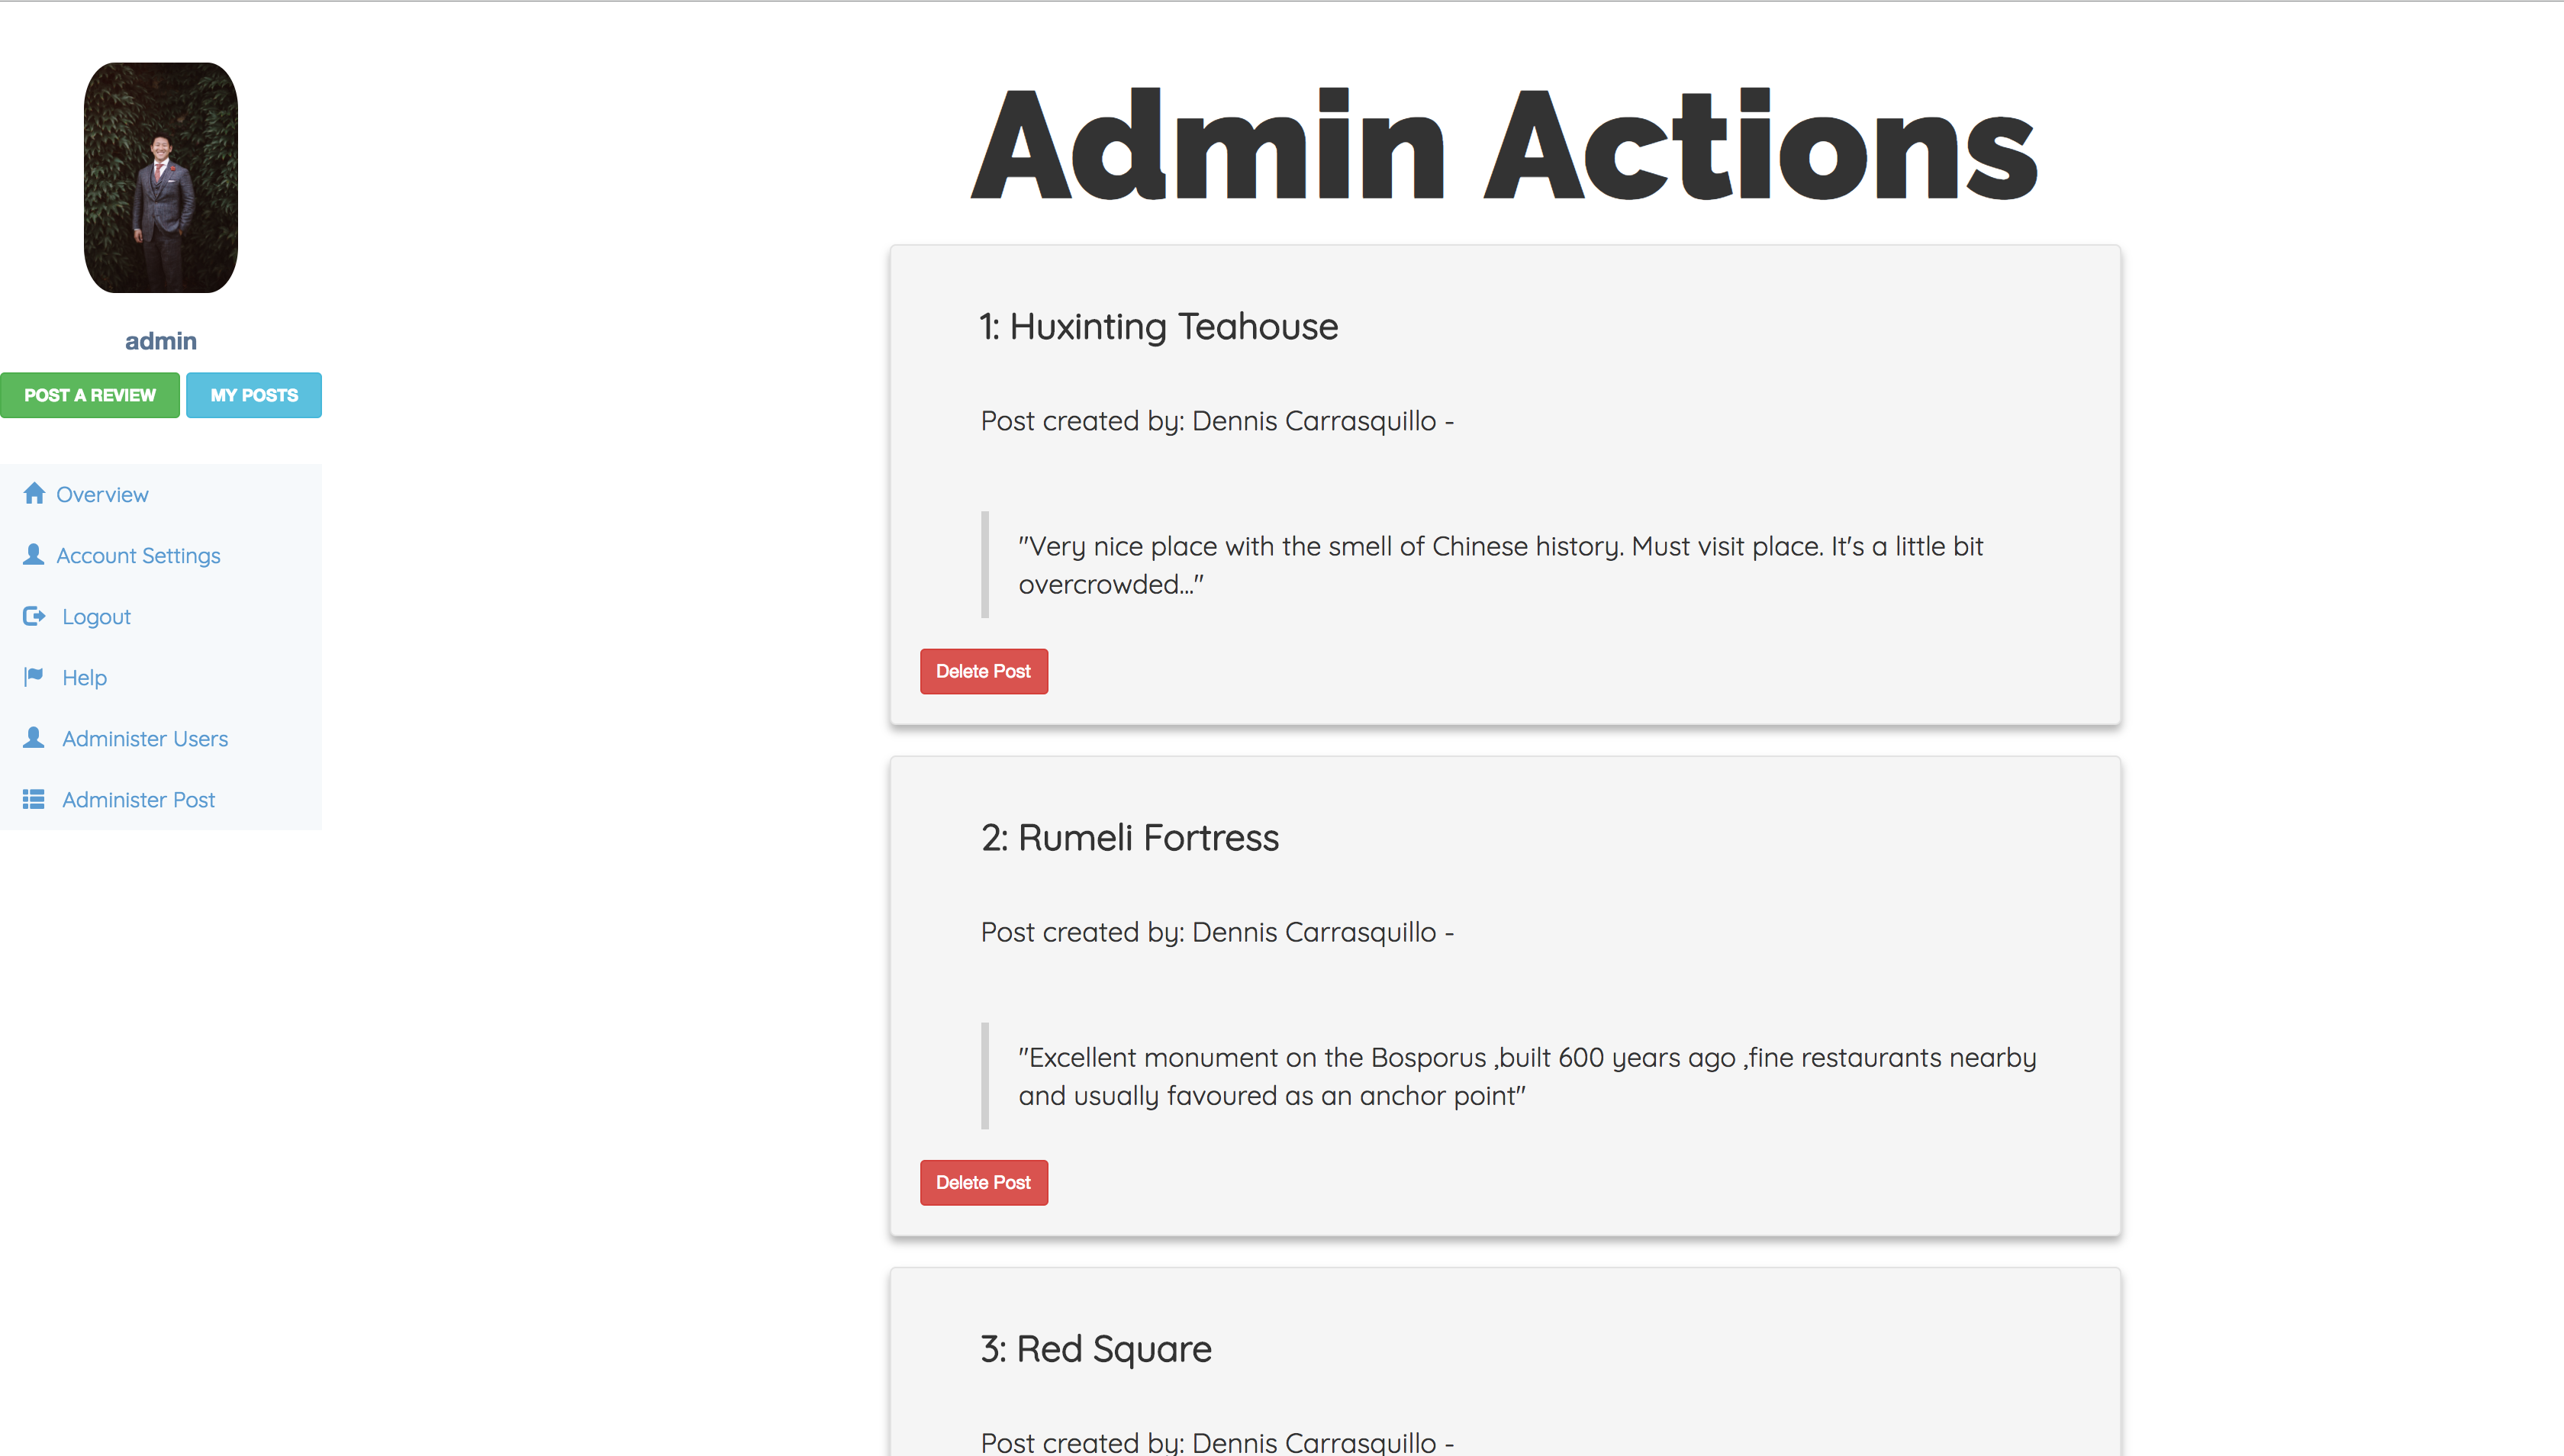 admin
POST A REVIEW
MY POSTS
Overview
Account Settings
Logout
Help
Administer Users
Administer Post
Admin Actions
1: Huxinting Teahouse
Post created by: Dennis Carrasquillo -
"Very nice place with the smell of Chinese history. Must visit place. It's a little bit
overcrowded..."
Delete Post
2: Rumeli Fortress
Post created by: Dennis Carrasquillo -
"Excellent monument on the Bosporus ,built 600 years ago ,fine restaurants nearby
and usually favoured as an anchor point"
Delete Post
3: Red Square
Post created by: Dennis Carrasquillo -